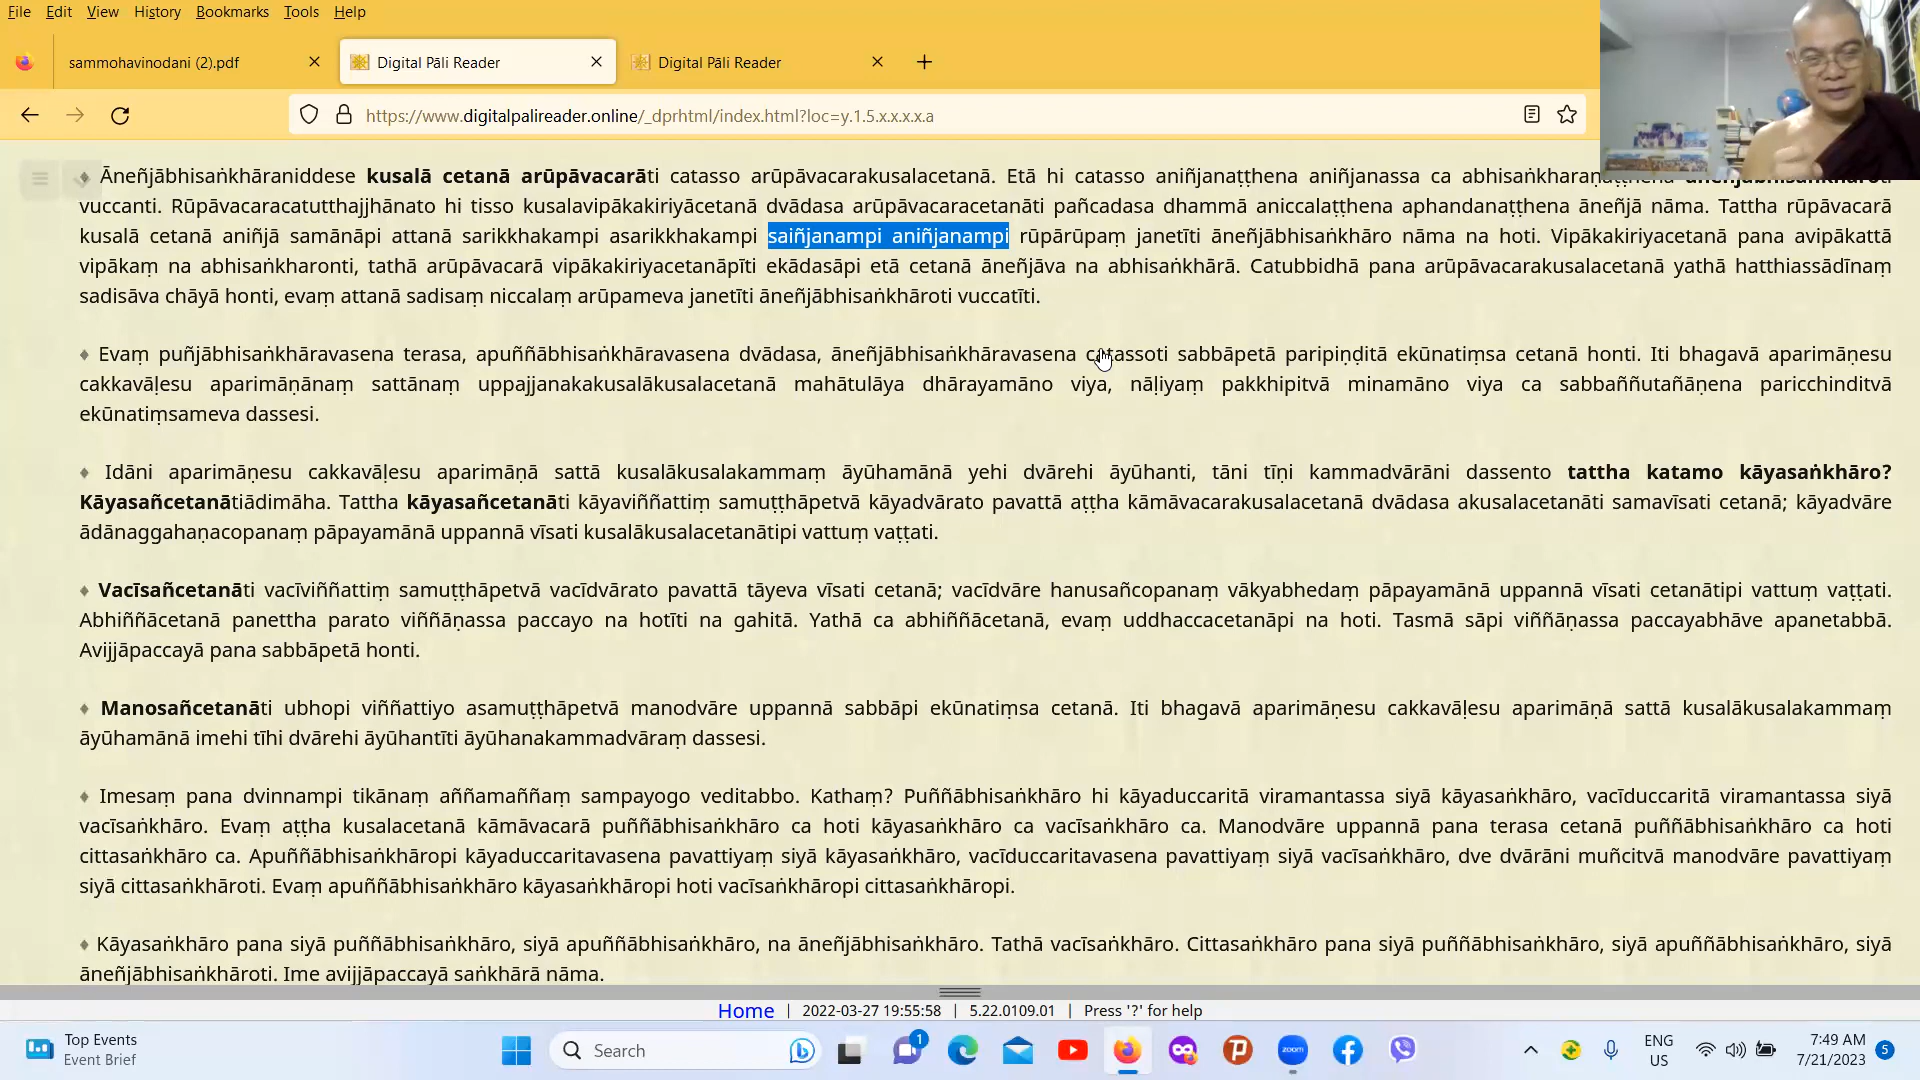 File Edit View History Bookmarks Tools Help
sammohavinodani (2).pdf
Digital Pāli Reader
Digital Pāli Reader
https://www.digitalpalireader.online/_dprhtml/index.html?loc=y.1.5.x.x.x.x.a
♦ Āneñjābhisaṅkhāraniddese kusalā cetanā arūpāvacarāti catasso arūpāvacarakusalacetanā. Etā hi catasso aniñjanaṭṭhena aniñjanassa ca
vuccanti. Rūpāvacaracatutthajjhānato hi tisso kusalavipākakiriyācetanā dvādasa arūpāvacaracetanāti pañcadasa dhammā aniccalaṭṭhena aphandanaṭṭhena āneñjā nāma. Tattha rūpāvacarā
kusalā cetanā aniñjā samānāpi attanā sarikkhakampi asarikkhakampi saiñjanampi aniñjanampi rūpārūpaṃ janetīti āneñjābhisaṅkhāro nāma na hoti. Vipākakiriyacetanā pana avipākattā
vipākaṃ na abhisaṅkharonti, tathā arūpāvacarā vipākakiriyacetanāpīti ekādasāpi etā cetanā āneñjāva na abhisaṅkhārā. Catubbidhā pana arūpāvacarakusalacetanā yathā hatthiassādīnaṃ
sadisāva chāyā honti, evaṃ attanā sadisaṃ niccalaṃ arūpameva janetīti āneñjābhisaṅkhāroti vuccatīti.
♦ Evaṃ puñjābhisaṅkhāravasena terasa, apuññābhisaṅkhāravasena dvādasa, āneñjābhisaṅkhāravasena catassoti sabbāpetā paripiṇḍitā ekūnatiṃsa cetanā honti. Iti bhagavā aparimāṇesu
cakkavāḷesu aparimāṇānaṃ sattānaṃ uppajjanakakusalākusalacetanā mahātulāya dhārayamāno viya, nāḷiyaṃ pakkhipitvā minamāno viya ca sabbaññutañāṇena paricchinditvā
ekūnatiṃsameva dassesi.
♦ Idāni aparimāṇesu cakkavāḷesu aparimāṇā sattā kusalākusalakammaṃ āyūhamānā yehi dvārehi āyūhanti, tāni tīṇi kammadvārāni dassento tattha katamo kāyasaṅkhāro?
Kāyasañcetanātiādimāha. Tattha kāyasañcetanāti kāyaviññattiṃ samuṭṭhāpetvā kāyadvārato pavattā aṭṭha kāmāvacarakusalacetanā dvādasa akusalacetanāti samavīsati cetanā; kāyadvāre
ādānaggahaṇacopanaṃ pāpayamānā uppannā vīsati kusalākusalacetanātipi vattuṃ vaṭṭati.
♦ Vacīsañcetanāti vacīviññattiṃ samuṭṭhāpetvā vacīdvārato pavattā tāyeva vīsati cetanā; vacīdvāre hanusañcopanaṃ vākyabhedaṃ pāpayamānā uppannā vīsati cetanātipi vattuṃ vaṭṭati.
Abhiññācetanā panettha parato viññāṇassa paccayo na hotīti na gahitā. Yathā ca abhiññācetanā, evaṃ uddhaccacetanāpi na hoti. Tasmā sāpi viññāṇassa paccayabhāve apanetabbā.
Avijjāpaccayā pana sabbāpetā honti.
♦ Manosañcetanāti ubhopi viññattiyo asamuṭṭhāpetvā manodvāre uppannā sabbāpi ekūnatiṃsa cetanā. Iti bhagavā aparimāṇesu cakkavāḷesu aparimāṇā sattā kusalākusalakammaṃ
āyūhamānā imehi tīhi dvārehi āyūhantīti āyūhanakammadvāraṃ dassesi.
♦ Imesaṃ pana dvinnampi tikānaṃ aññamaññaṃ sampayogo veditabbo. Kathaṃ? Puññābhisaṅkhāro hi kāyaduccaritā viramantassa siyā kāyasaṅkhāro, vacīduccaritā viramantassa siyā
vacīsaṅkhāro. Evaṃ aṭṭha kusalacetanā kāmāvacarā puññābhisaṅkhāro ca hoti kāyasaṅkhāro ca vacīsaṅkhāro ca. Manodvāre uppannā pana terasa cetanā puññābhisaṅkhāro ca hoti
cittasaṅkhāro ca. Apuññābhisaṅkhāropi kāyaduccaritavasena pavattiyaṃ siyā kāyasaṅkhāro, vacīduccaritavasena pavattiyaṃ siyā vacīsaṅkhāro, dve dvārāni muñcitvā manodvāre pavattiyaṃ
siyā cittasaṅkhāroti. Evaṃ apuññābhisaṅkhāro kāyasaṅkhāropi hoti vacīsaṅkhāropi cittasaṅkhāropi.
♦ Kāyasaṅkhāro pana siyā puññābhisaṅkhāro, siyā apuññābhisaṅkhāro, na āneñjābhisaṅkhāro. Tathā vacīsaṅkhāro. Cittasaṅkhāro pana siyā puññābhisaṅkhāro, siyā apuññābhisaṅkhāro, siyā
āneñjābhisaṅkhāroti. Ime avijjāpaccayā saṅkhārā nāma.
Home | 2022-03-27 19:55:58 | 5.22.0109.01 | Press '?' for help
Top Events
Event Brief
Search
1
zoom
ENG
US
7:49 AM
7/21/2023
5